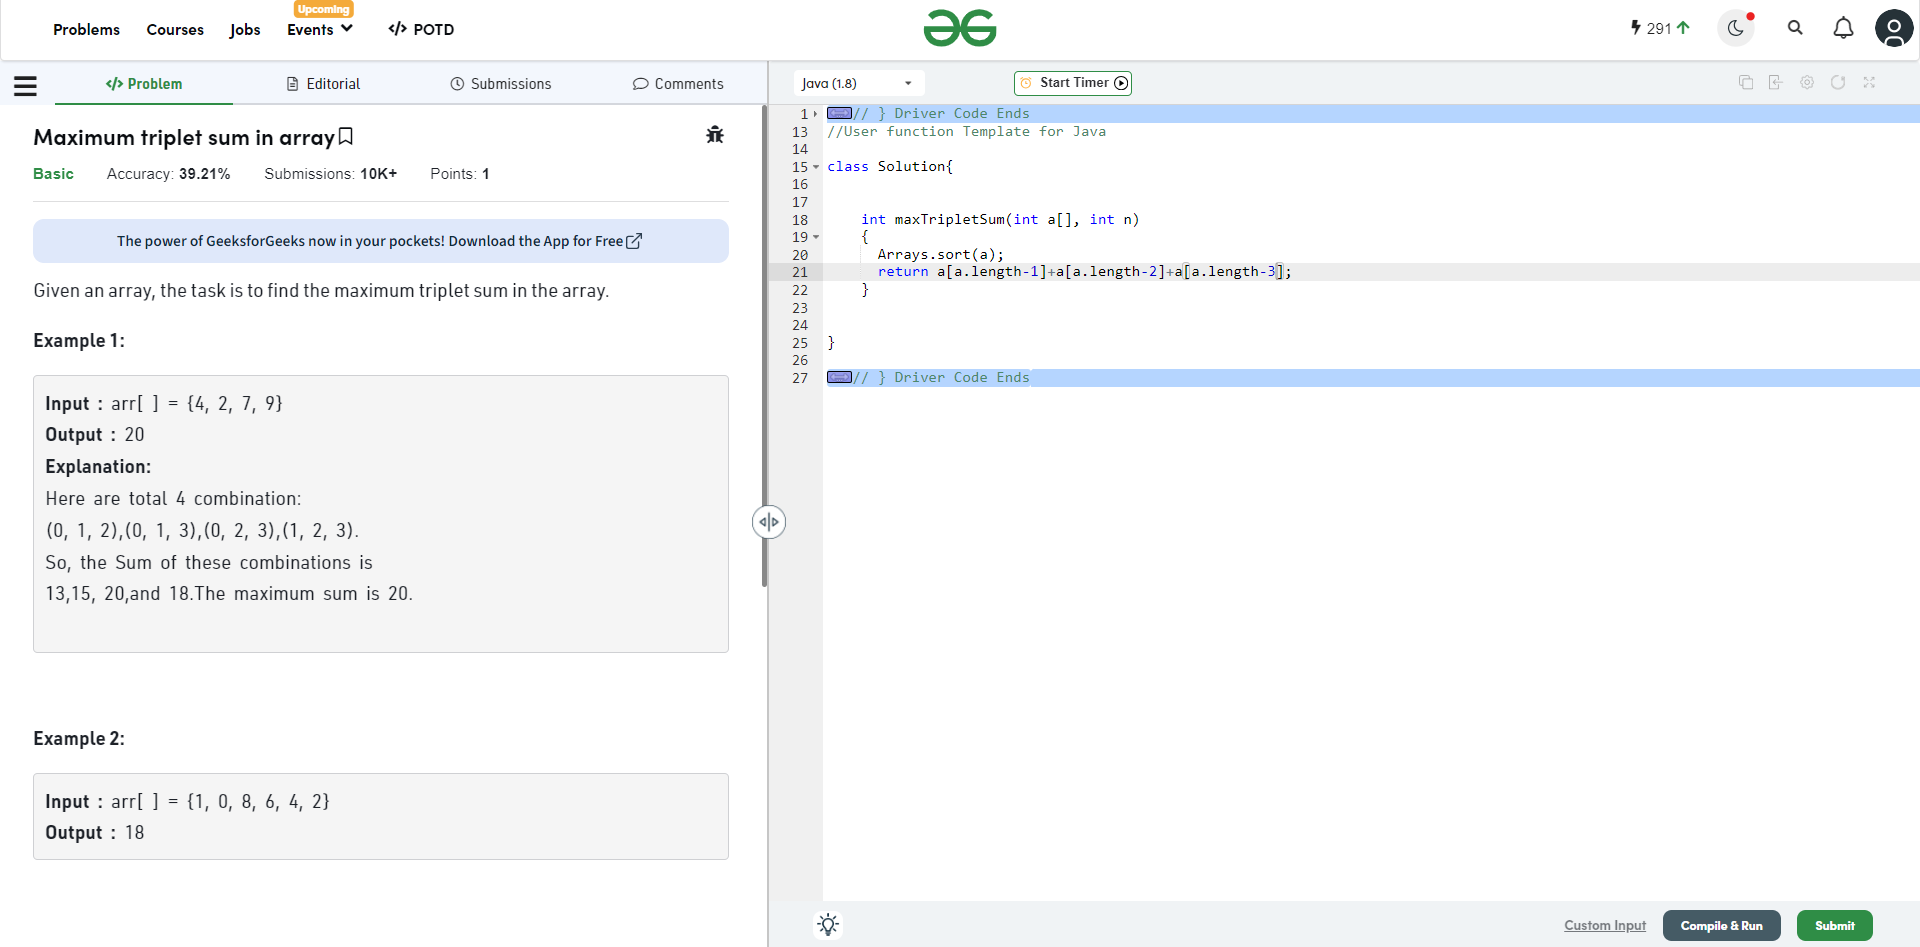 Problems Courses Jobs Events Upcoming </> POTD
291
</> Problem Editorial Submissions Comments
Maximum triplet sum in array
Basic Accuracy: 39.21% Submissions: 10K+ Points: 1
The power of GeeksforGeeks now in your pockets! Download the App for Free
Given an array, the task is to find the maximum triplet sum in the array.
Example 1:
Input : arr[ ] = {4, 2, 7, 9}
Output : 20
Explanation:
Here are total 4 combination:
(0, 1, 2),(0, 1, 3),(0, 2, 3),(1, 2, 3).
So, the Sum of these combinations is
13,15, 20,and 18.The maximum sum is 20.
Example 2:
Input : arr[ ] = {1, 0, 8, 6, 4, 2}
Output : 18
Java (1.8) Start Timer
1 // } Driver Code Ends
13 //User function Template for Java
14
15 class Solution{
16
17
18 int maxTripletSum(int a[], int n)
19 {
20 Arrays.sort(a);
21 return a[a.length-1]+a[a.length-2]+a[a.length-3];
22 }
23
24
25 }
26
27 // } Driver Code Ends
Custom Input Compile & Run Submit